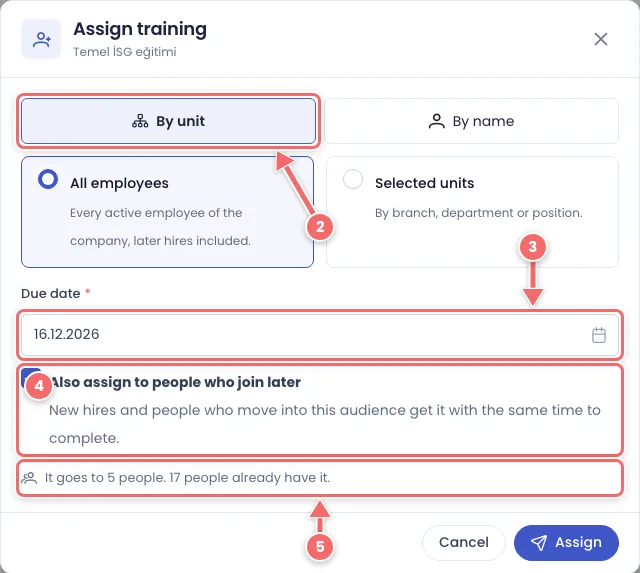 Assign training
Temel İSG eğitimi
By unit
By name
All employees
Every active employee of the
company, later hires included.
Selected units
By branch, department or position.
2
3
Due date *
16.12.2026
4
Also assign to people who join later
New hires and people who move into this audience get it with the same time to
complete.
It goes to 5 people. 17 people already have it.
5
Cancel
Assign